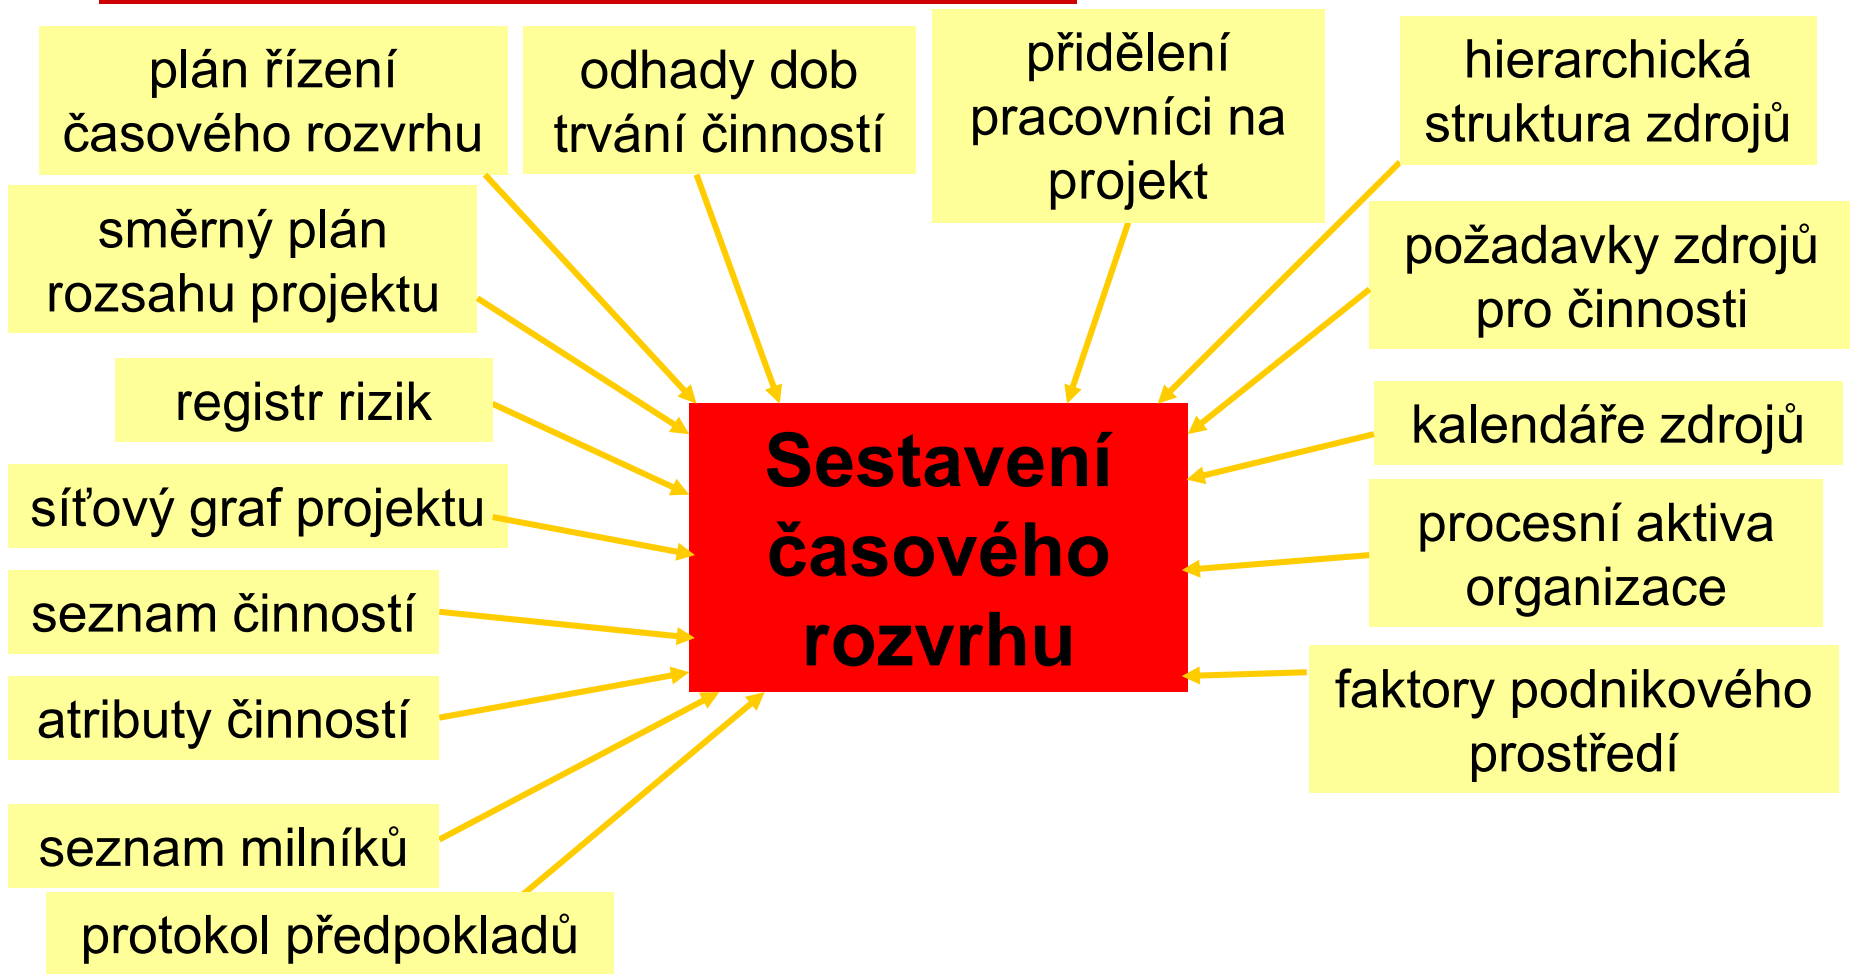 plán řízení
časového rozvrhu
odhady dob
trvání činností
přidělení
pracovníci na
projekt
hierarchická
struktura zdrojů
směrný plán
rozsahu projektu
požadavky zdrojů
pro činnosti
registr rizik
kalendáře zdrojů
síťový graf projektu
procesní aktiva
organizace
Sestavení
časového
rozvrhu
seznam činností
atributy činností
faktory podnikového
prostředí
seznam milníků
protokol předpokladů